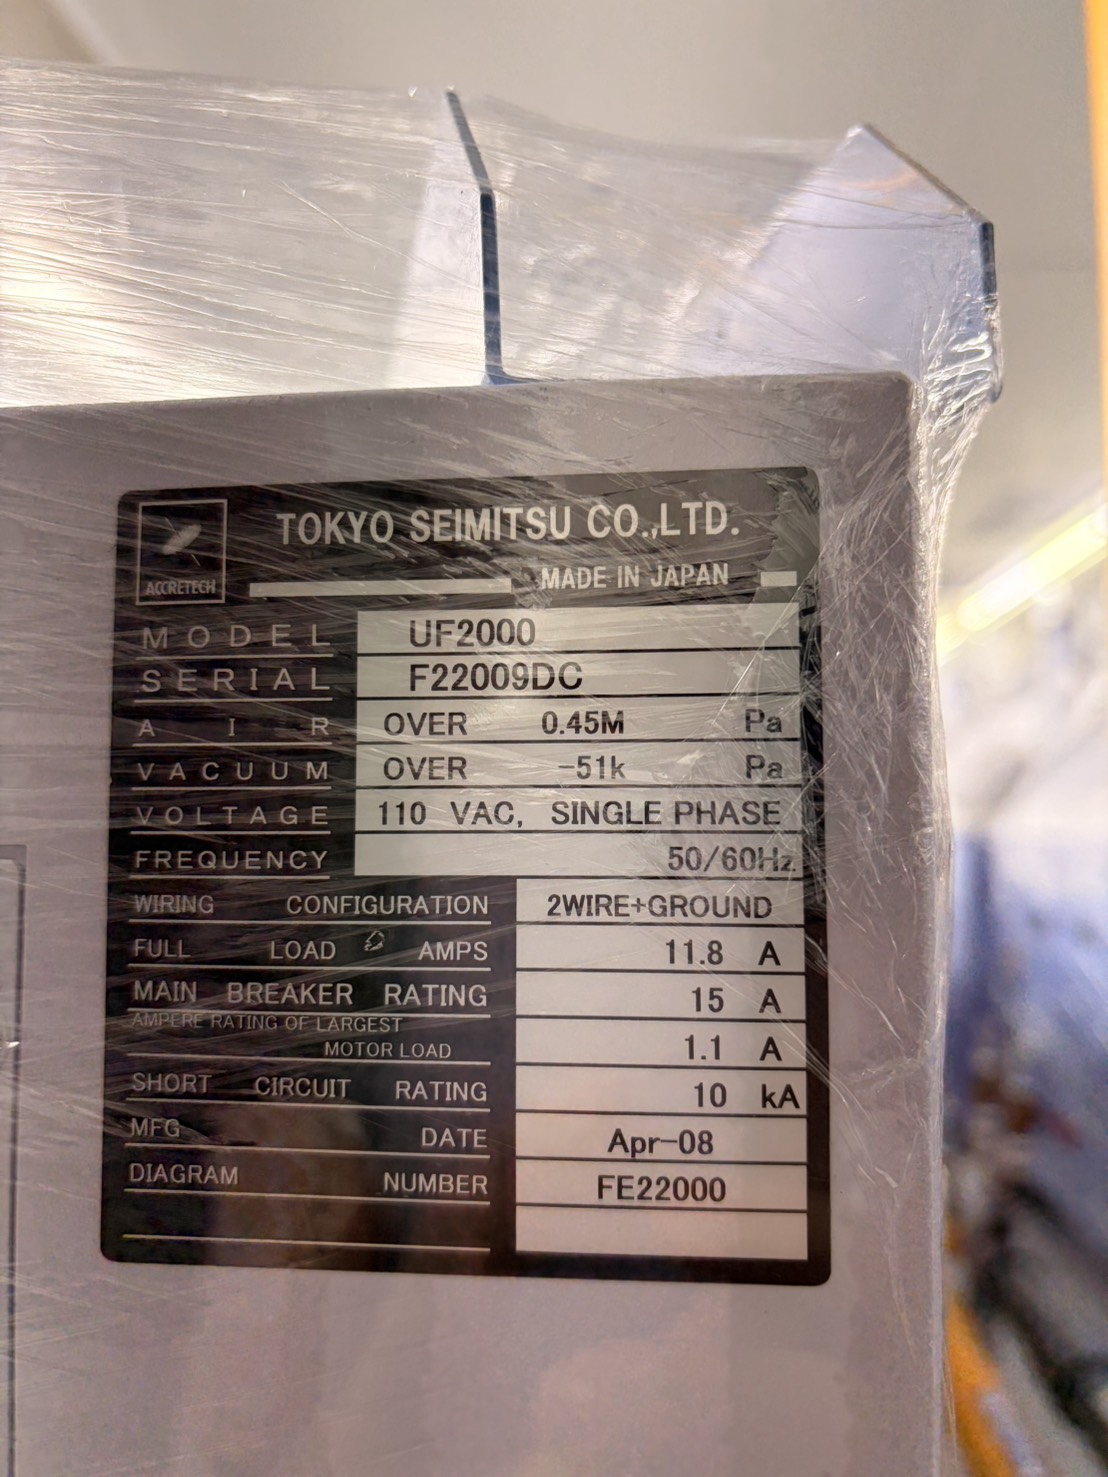 ACCRETECH
TOKYO SEIMITSU CO.,LTD.
MADE IN JAPAN
MODEL UF2000
SERIAL F22009DC
AIR OVER 0.45M Pa
VACUUM OVER -51k Pa
VOLTAGE 110 VAC, SINGLE PHASE
FREQUENCY 50/60Hz
WIRING CONFIGURATION 2WIRE+GROUND
FULL LOAD AMPS 11.8 A
MAIN BREAKER RATING 15 A
AMPERE RATING OF LARGEST
MOTOR LOAD 1.1 A
SHORT CIRCUIT RATING 10 kA
MFG DATE Apr-08
DIAGRAM NUMBER FE22000